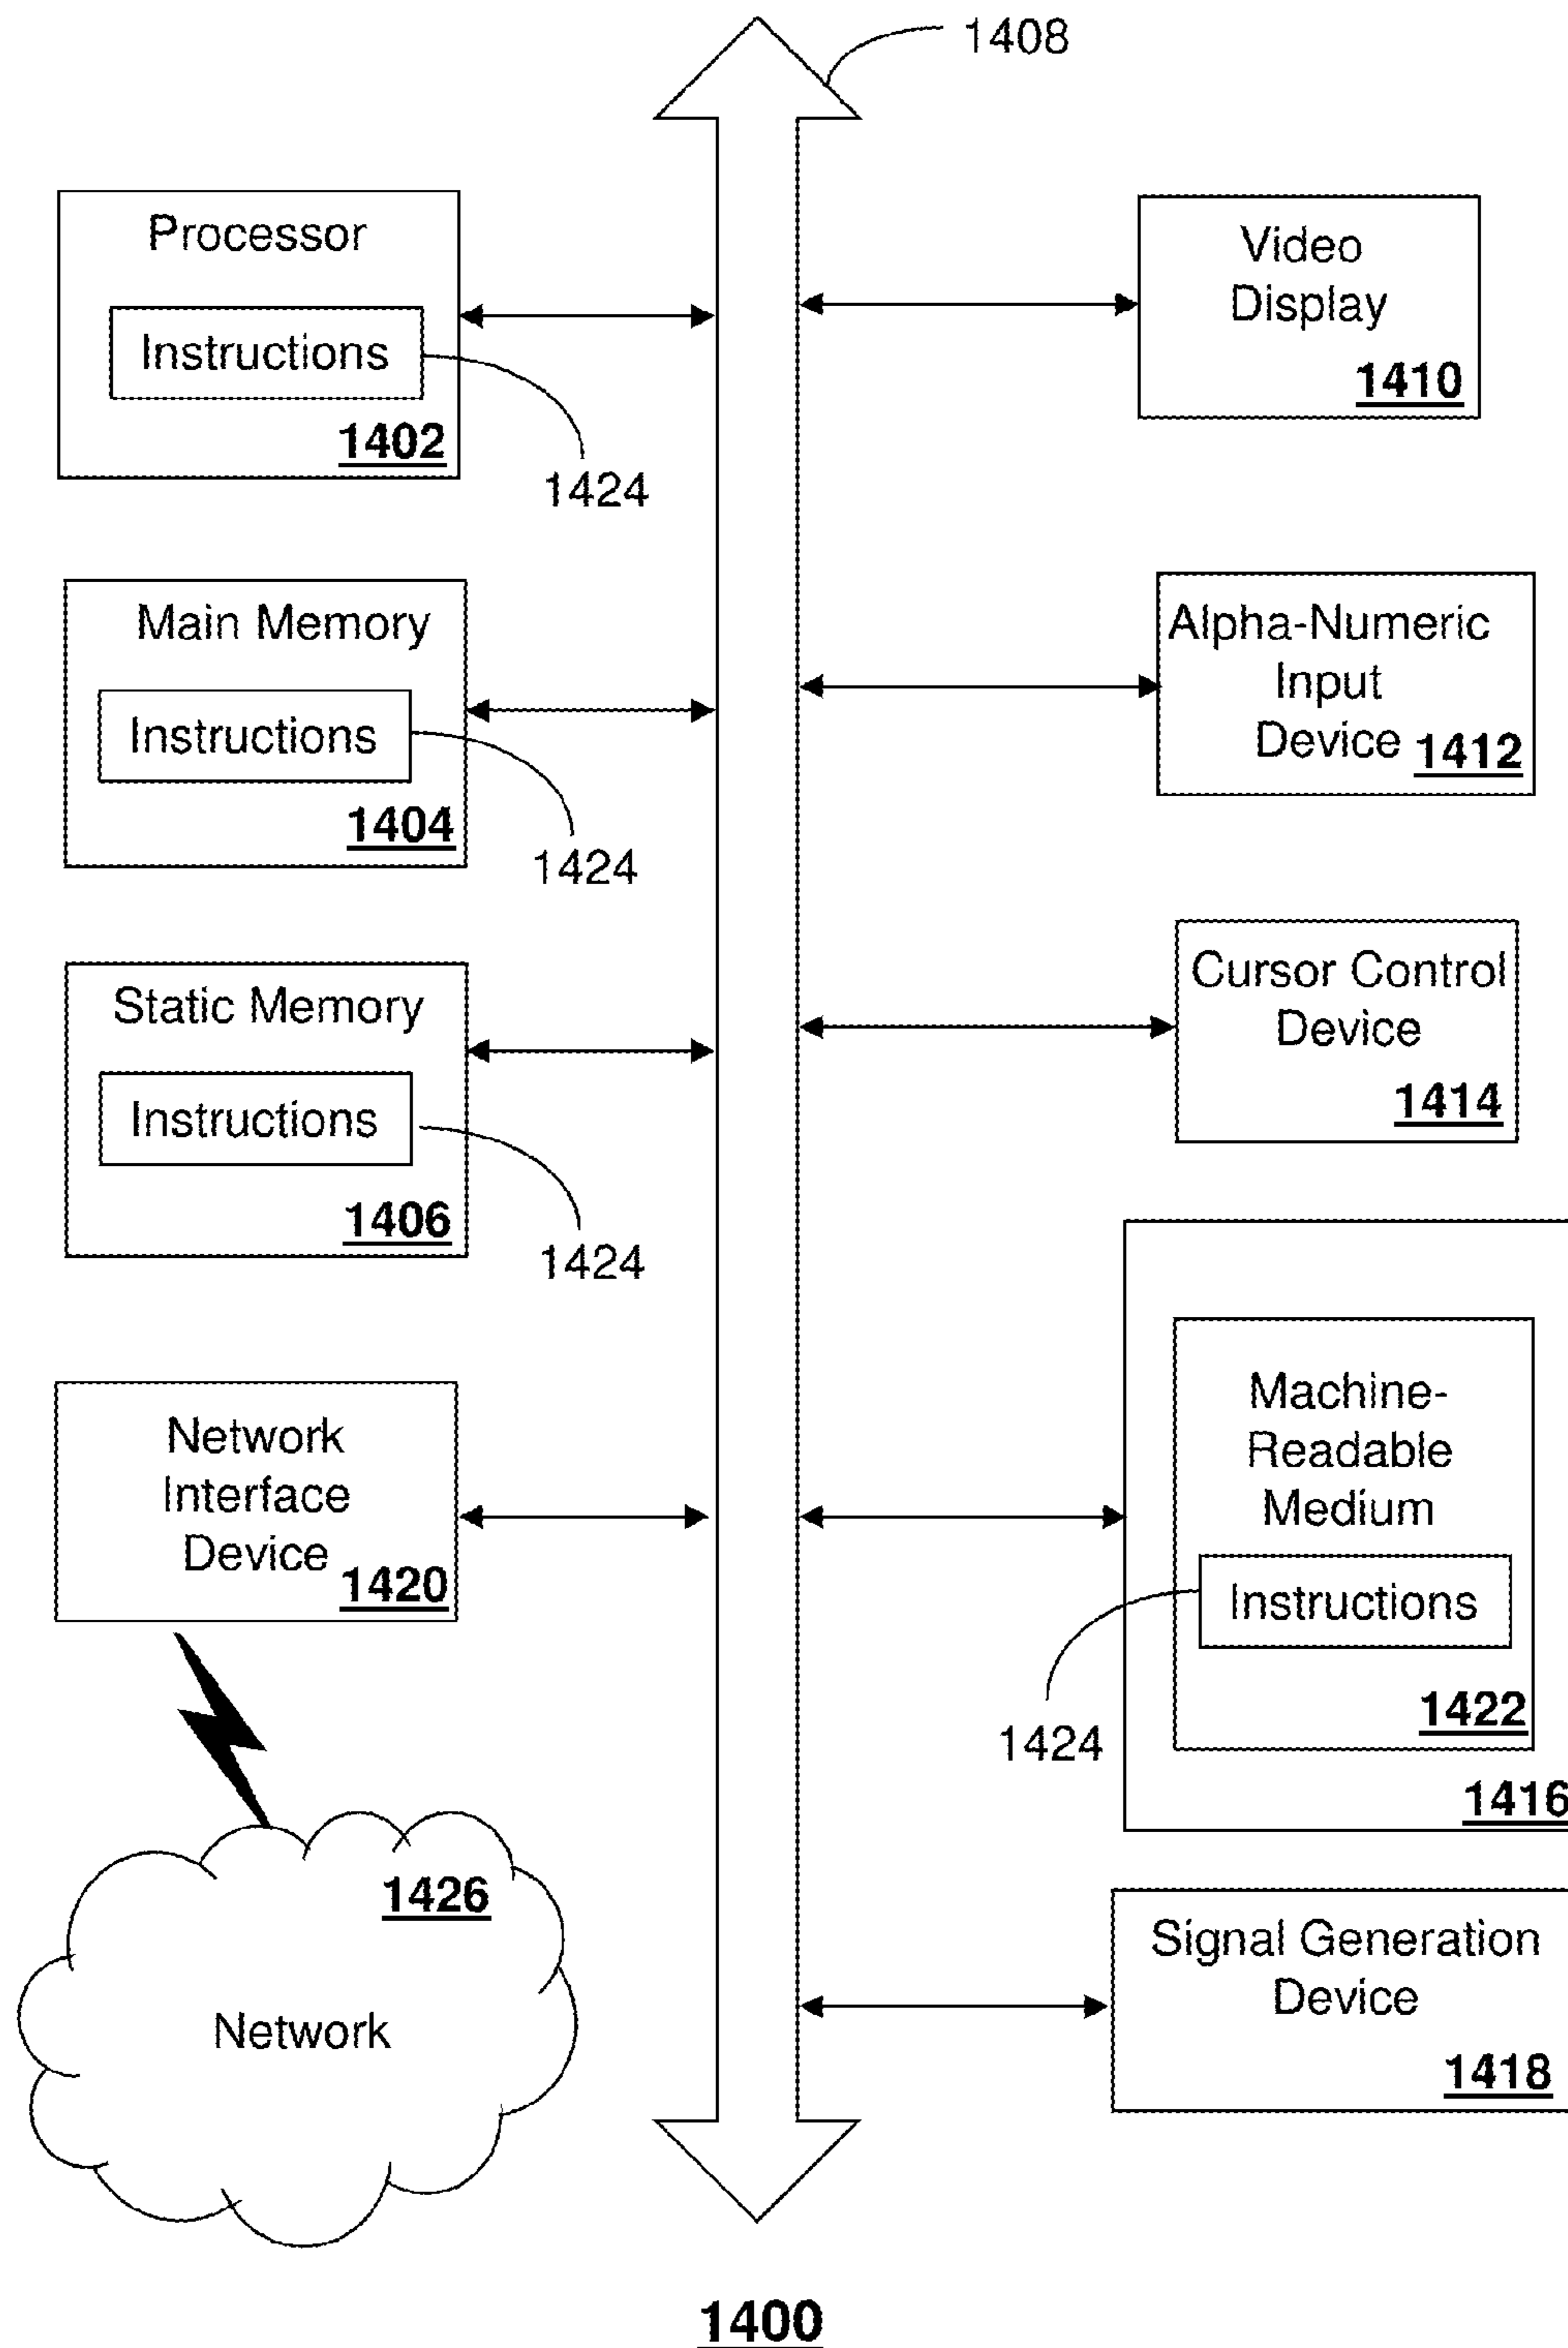 1408
Processor
Instructions
1402
1424
Main Memory
Instructions
1404
1424
Static Memory
Instructions
1406
1424
Network
Interface
Device
1420
1426
Network
Video
Display
1410
Alpha-Numeric
Input
Device 1412
Cursor Control
Device
1414
Machine-
Readable
Medium
Instructions
1422
1424
1416
Signal Generation
Device
1418
1400